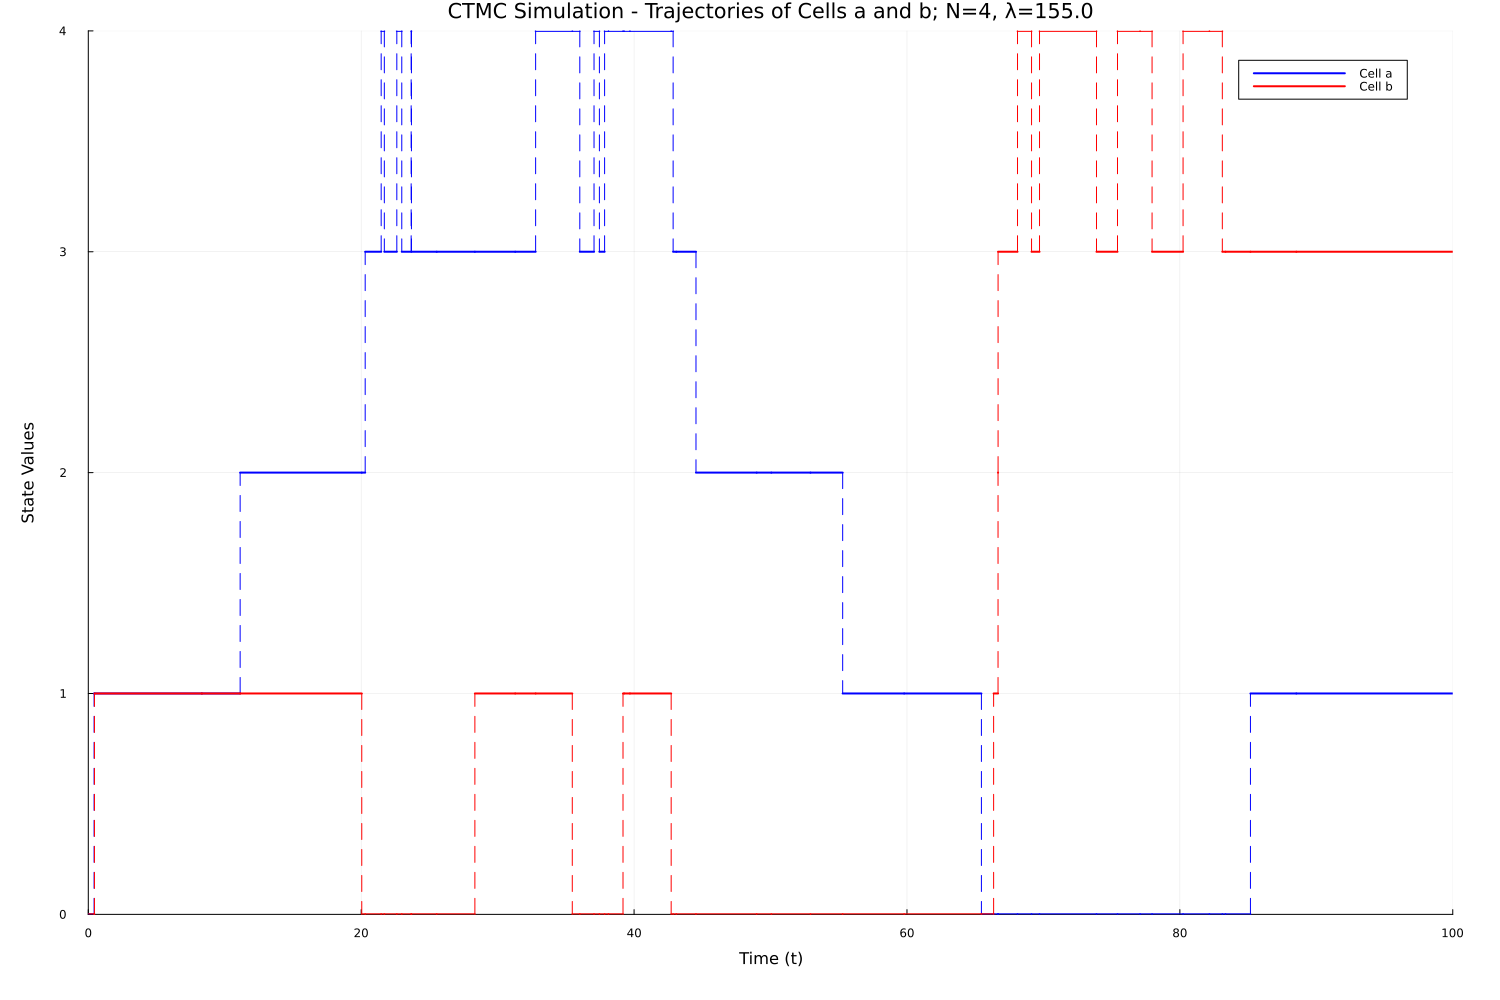 CTMC Simulation - Trajectories of Cells a and b; N=4, λ=155.0
4
Cell a
Cell b
3
State Values
2
1
0
0 20 40 60 80 100
Time (t)